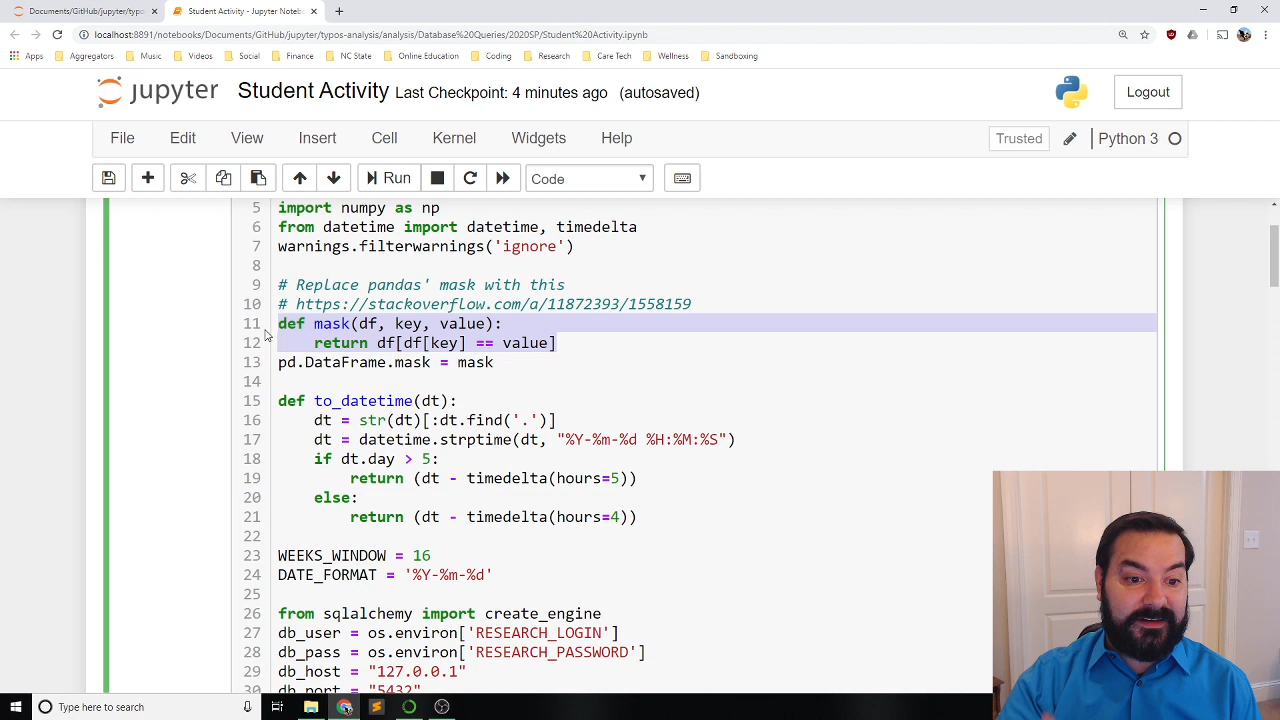 Documents/GitHub/jupyter/typo
Student Activity - Jupyter Noteb
localhost:8891/notebooks/Documents/GitHub/jupyter/typos-analysis/analysis/Database%20Queries/2020SP/Student%20Activity.ipynb
Apps Aggregators Music Videos Social Finance NC State Entertainment Coding Research Care Tech Wellness Sandboxing
jupyter Student Activity Last Checkpoint: 4 minutes ago (autosaved) Logout
File Edit View Insert Cell Kernel Widgets Help Trusted Python 3
Run Code
5 import numpy as np
6 from datetime import datetime, timedelta
7 warnings.filterwarnings('ignore')
8
9 # Replace pandas' mask with this
10 # https://stackoverflow.com/a/11872393/1558159
11 def mask(df, key, value):
12 return df[df[key] == value]
13 pd.DataFrame.mask = mask
14
15 def to_datetime(dt):
16 dt = str(dt)[:dt.find('.')]
17 dt = datetime.strptime(dt, "%Y-%m-%d %H:%M:%S")
18 if dt.day > 5:
19 return (dt - timedelta(hours=5))
20 else:
21 return (dt - timedelta(hours=4))
22
23 WEEKS_WINDOW = 16
24 DATE_FORMAT = '%Y-%m-%d'
25
26 from sqlalchemy import create_engine
27 db_user = os.environ['RESEARCH_LOGIN']
28 db_pass = os.environ['RESEARCH_PASSWORD']
29 db_host = "127.0.0.1"
30 db_port = "5432"
Type here to search